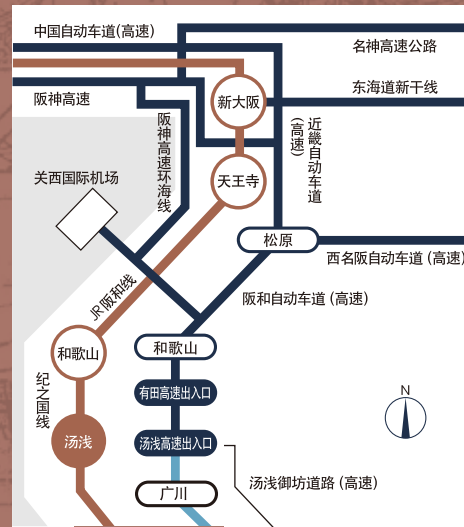 中国自动车道(高速)
名神高速公路
东海道新干线
阪神高速
新大阪
阪神高速环海线
近畿自动车道
(高速)
关西国际机场
天王寺
松原
西名阪自动车道 (高速)
JR阪和线
阪和自动车道 (高速)
和歌山
和歌山
纪之国线
有田高速出入口
N
汤浅
汤浅高速出入口
汤浅御坊道路 (高速)
广川